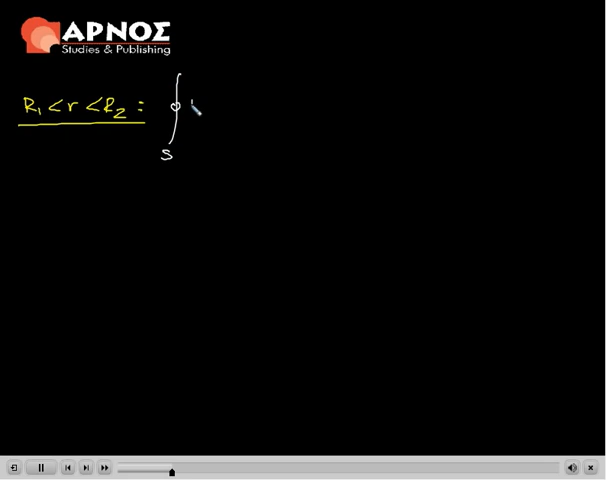 ΑΡΝΟΣ
Studies & Publishing
R₁ < r < R₂ : ∮
S